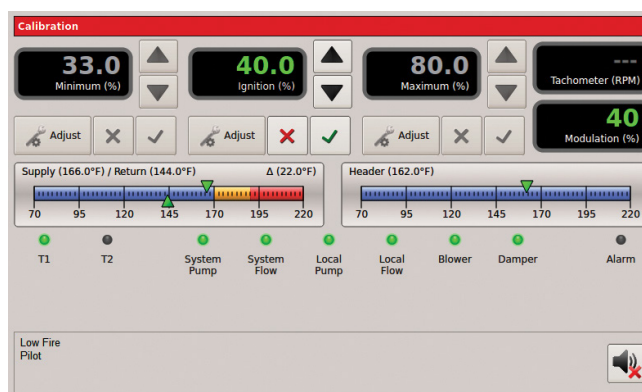 Calibration
33.0
Minimum (%)
40.0
Ignition (%)
80.0
Maximum (%)
---
Tachometer (RPM)
40
Modulation (%)
Adjust
Adjust
Adjust
Supply (166.0°F) / Return (144.0°F) Δ (22.0°F)
70 95 120 145 170 195 220
Header (162.0°F)
70 95 120 145 170 195 220
T1
T2
System Pump
System Flow
Local Pump
Local Flow
Blower
Damper
Alarm
Low Fire
Pilot